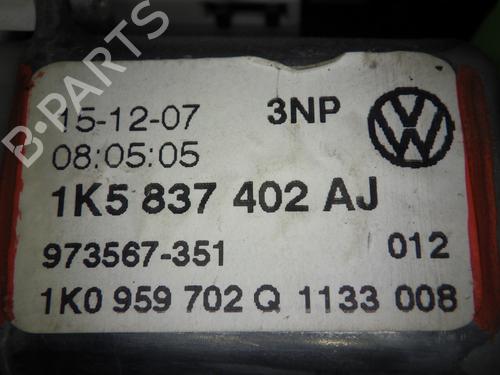 B-PARTS
15-12-07 3NP
08:05:05
1K5 837 402 AJ
973567-351 012
1K0 959 702 Q 1133 008